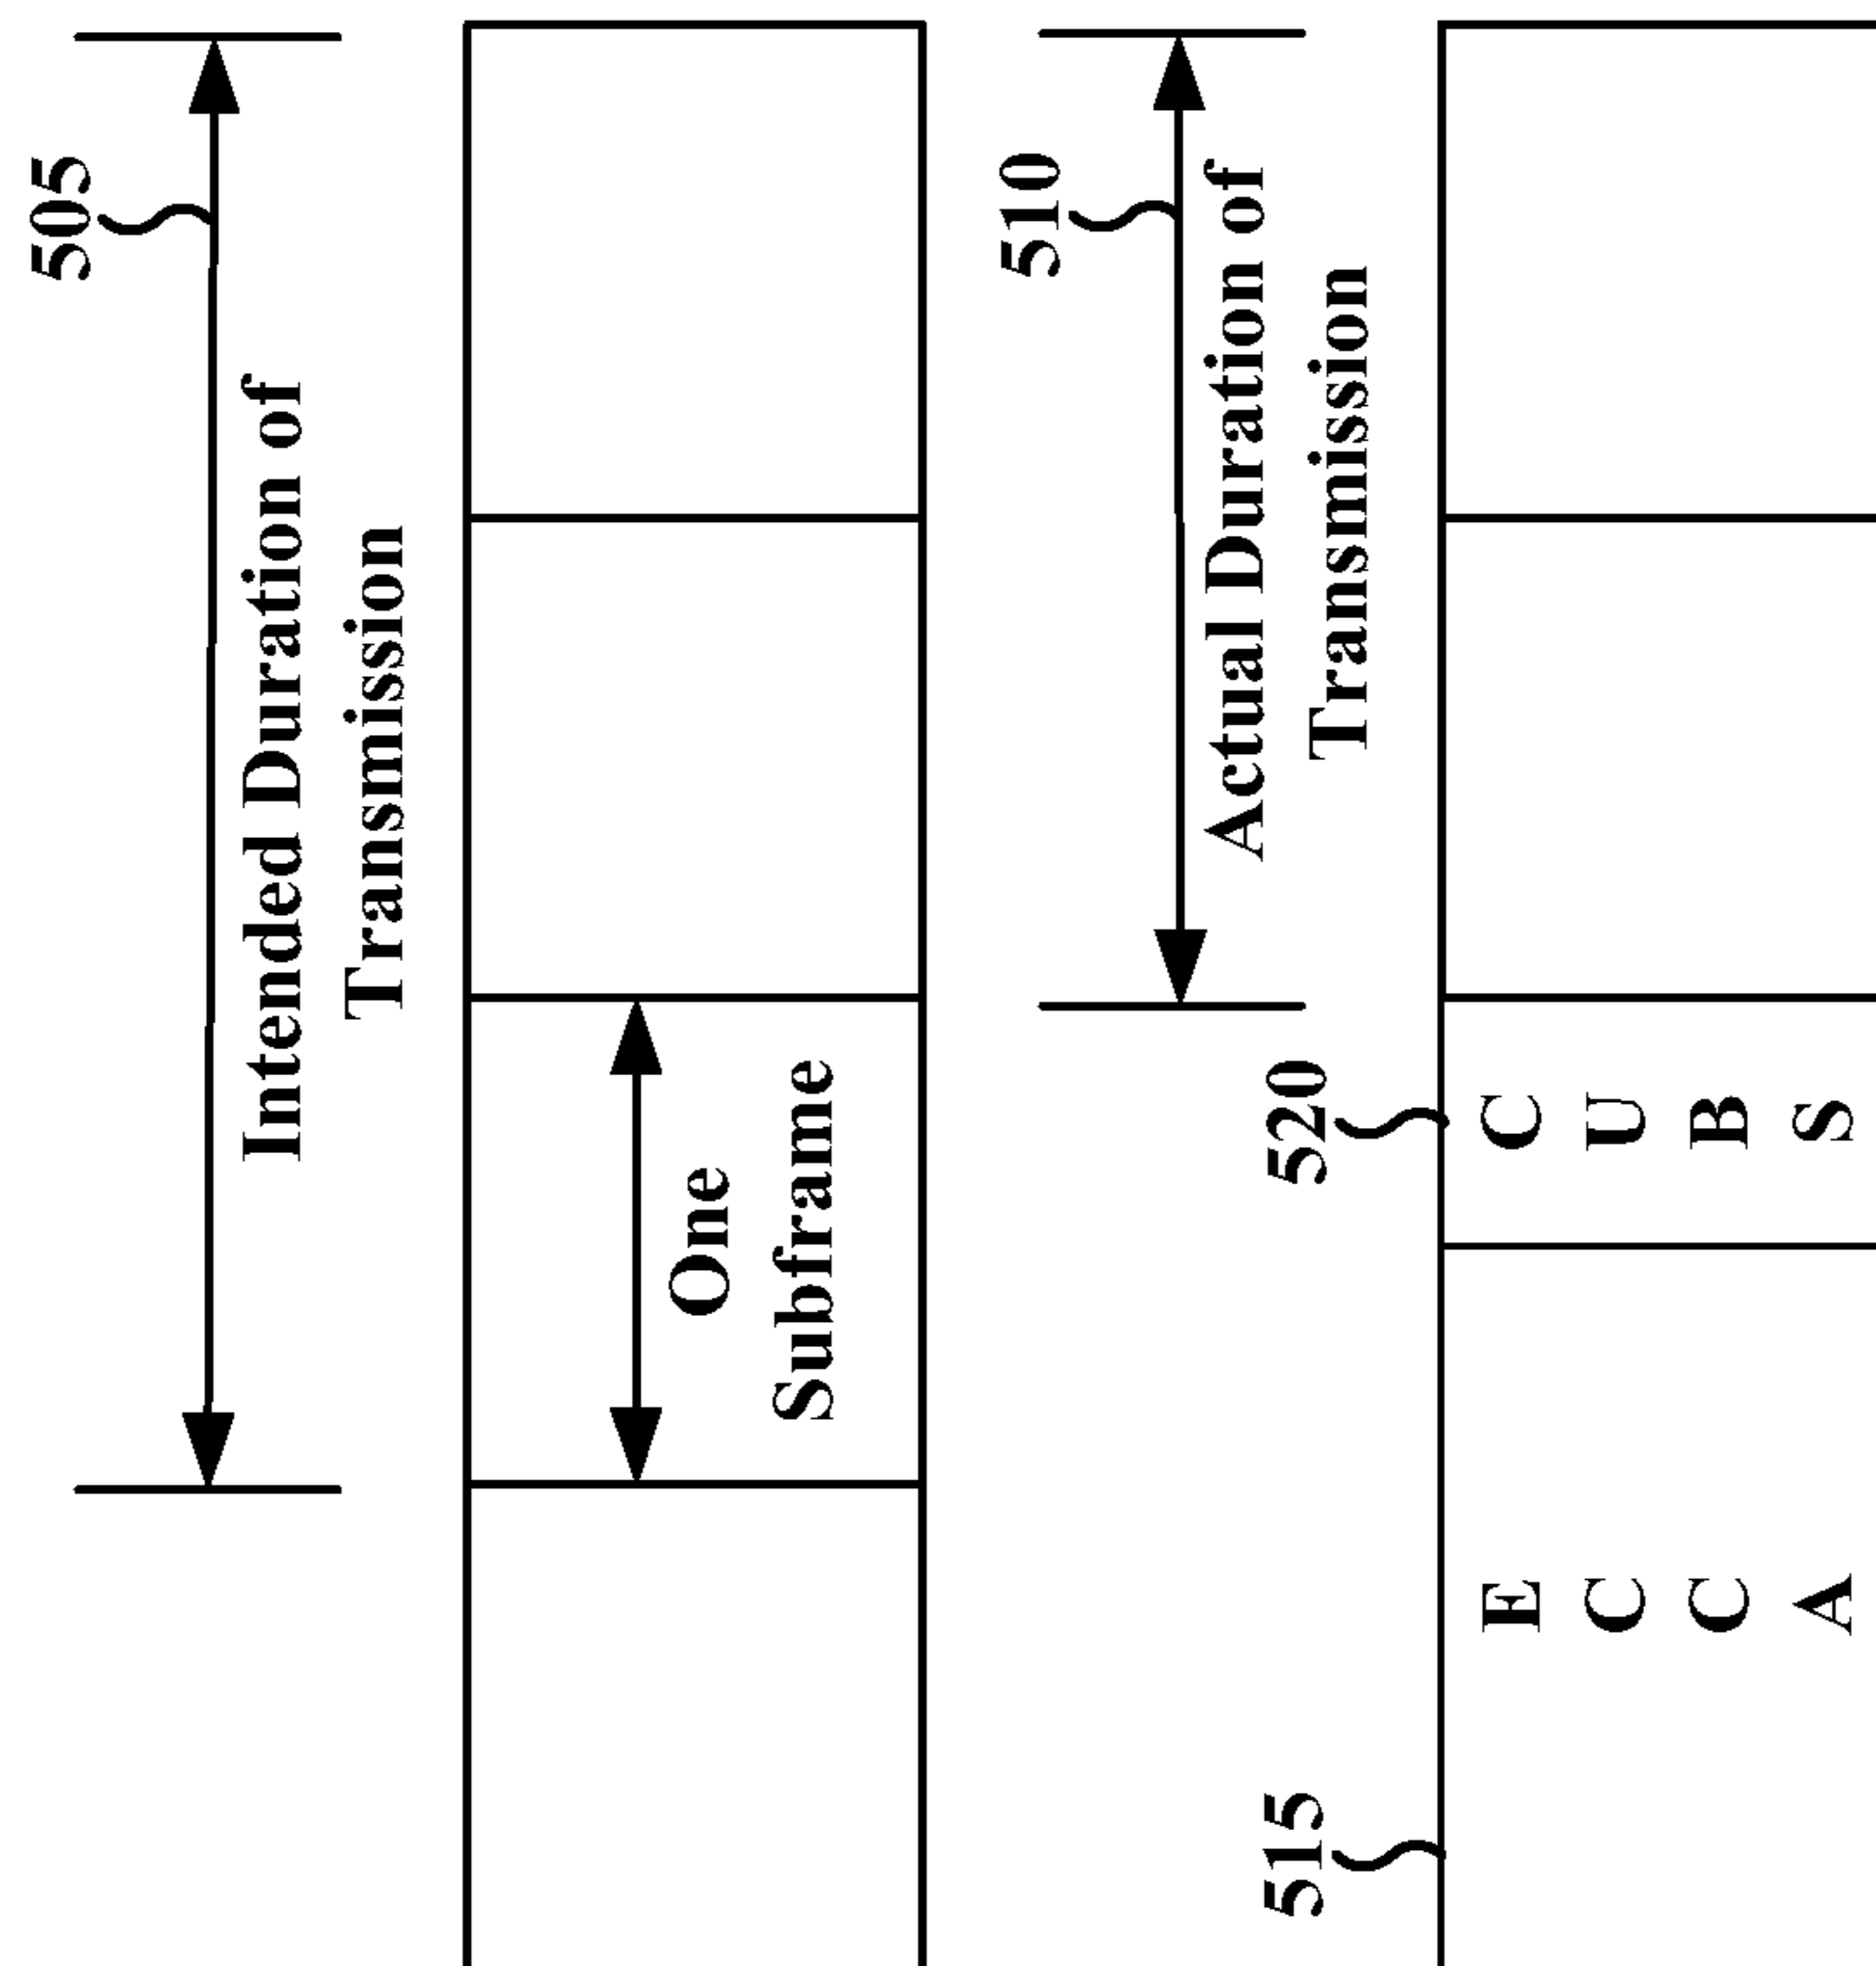 505
Intended Duration of
Transmission
One
Subframe
510
Actual Duration of
Transmission
515
520
E
C
C
A
C
U
B
S